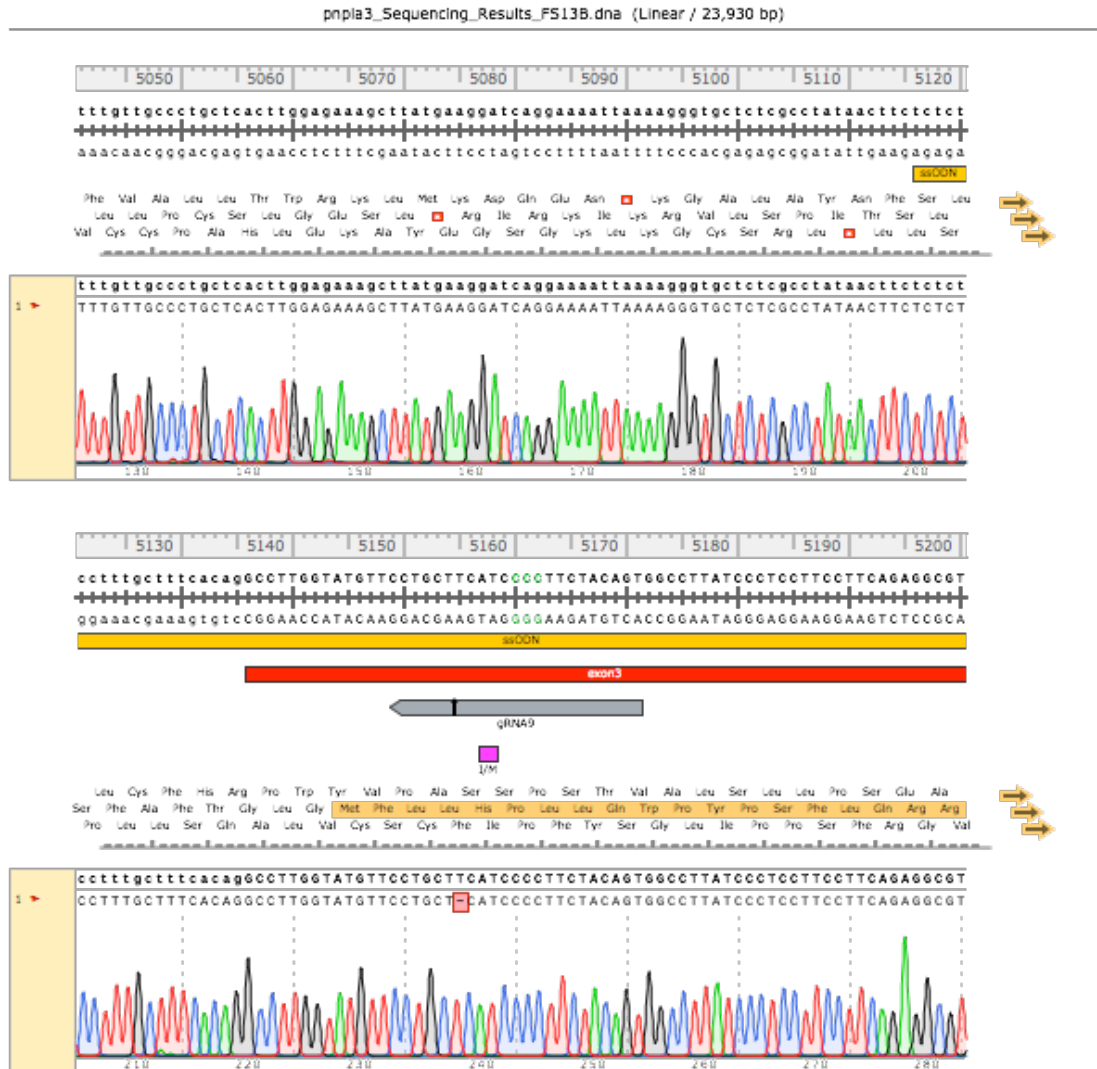 pnpla3_Sequencing_Results_FS13B.dna (Linear / 23,930 bp)
5050 5060 5070 5080 5090 5100 5110 5120
tttgttgccctgctcacttggagaaagcttatgaaggatcaggaaaattaaaagggtgctctcgcctataacttctctct
aaacaacgggacgagtgaacctctttcgaatacttcctagtccttttaattttcccacgagagcggatattgaagagaga
ssODN
Phe Val Ala Leu Leu Thr Trp Arg Lys Leu Met Lys Asp Gln Glu Asn * Lys Gly Ala Leu Ala Tyr Asn Phe Ser Leu
Leu Leu Pro Cys Ser Leu Gly Glu Ser Leu * Arg Ile Arg Lys Ile Lys Arg Val Leu Ser Pro Ile Thr Ser Leu
Val Cys Cys Pro Ala His Leu Glu Lys Ala Tyr Glu Gly Ser Gly Lys Leu Lys Gly Cys Ser Arg Leu * Leu Leu Ser
tttgttgccctgctcacttggagaaagcttatgaaggatcaggaaaattaaaagggtgctctcgcctataacttctctct
1 TTTGTTGCCCTGCTCACTTGGAGAAAGCTTATGAAGGATCAGGAAAATTAAAAGGGTGCTCTCGCCTATAACTTCTCTCT
130 140 150 160 170 180 190 200
5130 5140 5150 5160 5170 5180 5190 5200
cctttgctttcacagGCCTTGGTATGTTCCTGCTTCATCCCCTTCTACAGTGGCCTTATCCCTCCTTCCTTCAGAGGCGT
ggaaacgaaagtgtcCGGAACCATACAAGGACGAAGTAGGGGAAGATGTCACCGGAATAGGGAGGAAGGAAGTCTCCGCA
ssODN
exon3
gRNA9
I/M
Leu Cys Phe His Arg Pro Trp Tyr Val Pro Ala Ser Ser Pro Ser Thr Val Ala Leu Ser Leu Leu Pro Ser Glu Ala
Ser Phe Ala Phe Thr Gly Leu Gly Met Phe Leu Leu His Pro Leu Leu Gln Trp Pro Tyr Pro Ser Phe Leu Gln Arg Arg
Pro Leu Leu Ser Gln Ala Leu Val Cys Ser Cys Phe Ile Pro Phe Tyr Ser Gly Leu Ile Pro Pro Ser Phe Arg Gly Val
cctttgctttcacagGCCTTGGTATGTTCCTGCTTCATCCCCTTCTACAGTGGCCTTATCCCTCCTTCCTTCAGAGGCGT
1 CCTTTGCTTTCACAGGCCTTGGTATGTTCCTGCT-CATCCCCTTCTACAGTGGCCTTATCCCTCCTTCCTTCAGAGGCGT
210 220 230 240 250 260 270 280